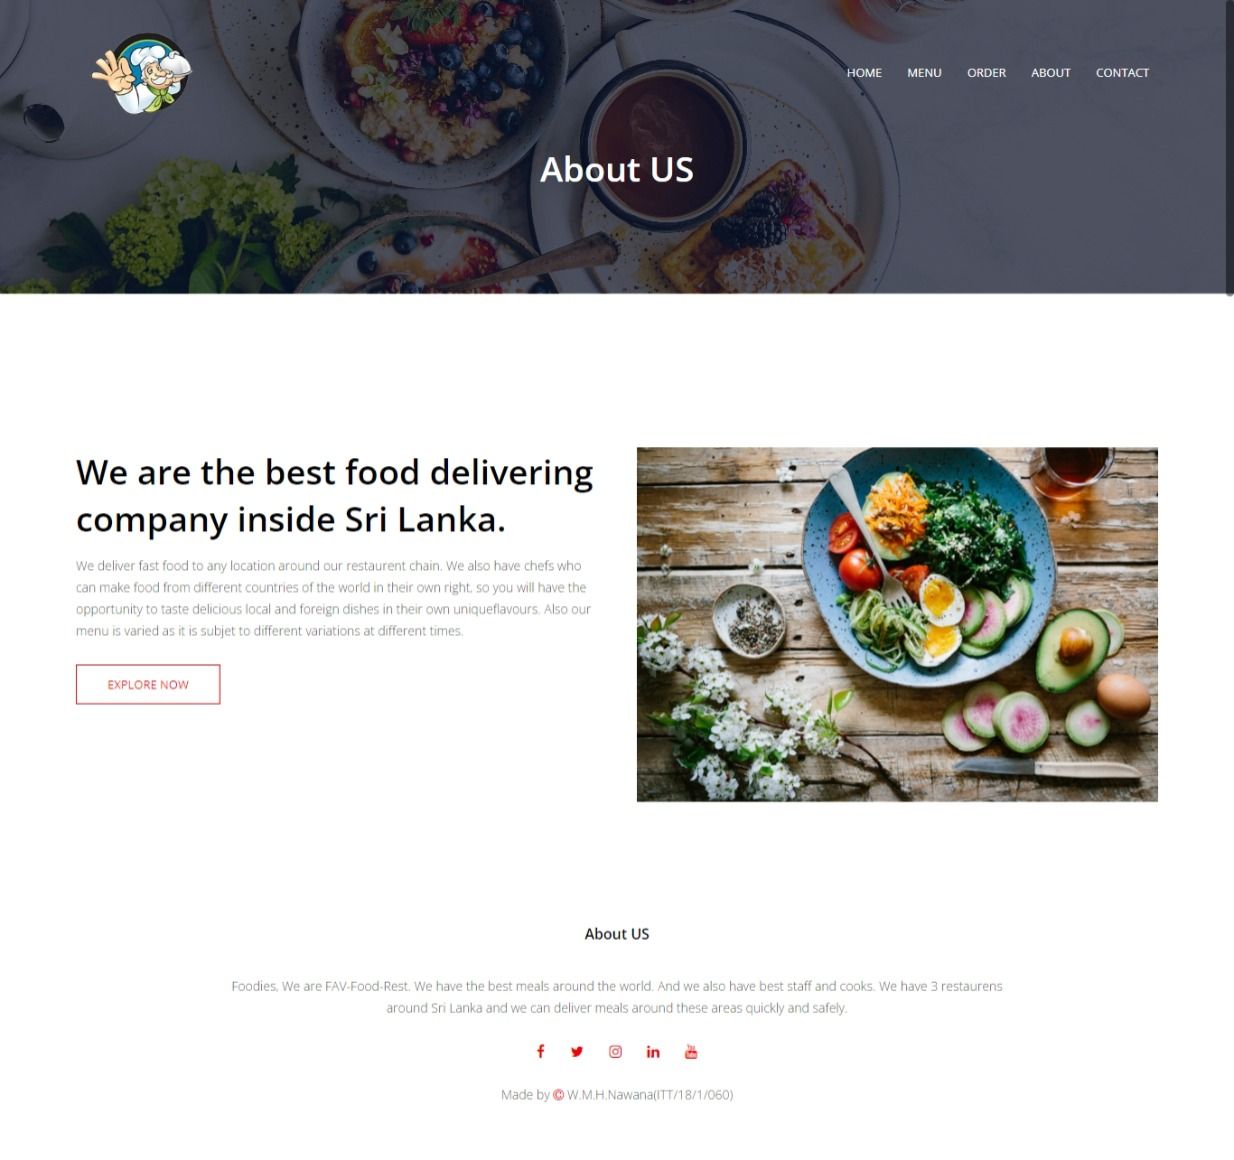 HOME MENU ORDER ABOUT CONTACT
About US
We are the best food delivering
company inside Sri Lanka.
We deliver fast food to any location around our restaurent chain. We also have chefs who
can make food from different countries of the world in their own right, so you will have the
opportunity to taste delicious local and foreign dishes in their own uniqueflavours. Also our
menu is varied as it is subjet to different variations at different times.
EXPLORE NOW
About US
Foodies, We are FAV-Food-Rest. We have the best meals around the world. And we also have best staff and cooks. We have 3 restaurens
around Sri Lanka and we can deliver meals around these areas quickly and safely.
Made by © W.M.H.Nawana(ITT/18/1/060)